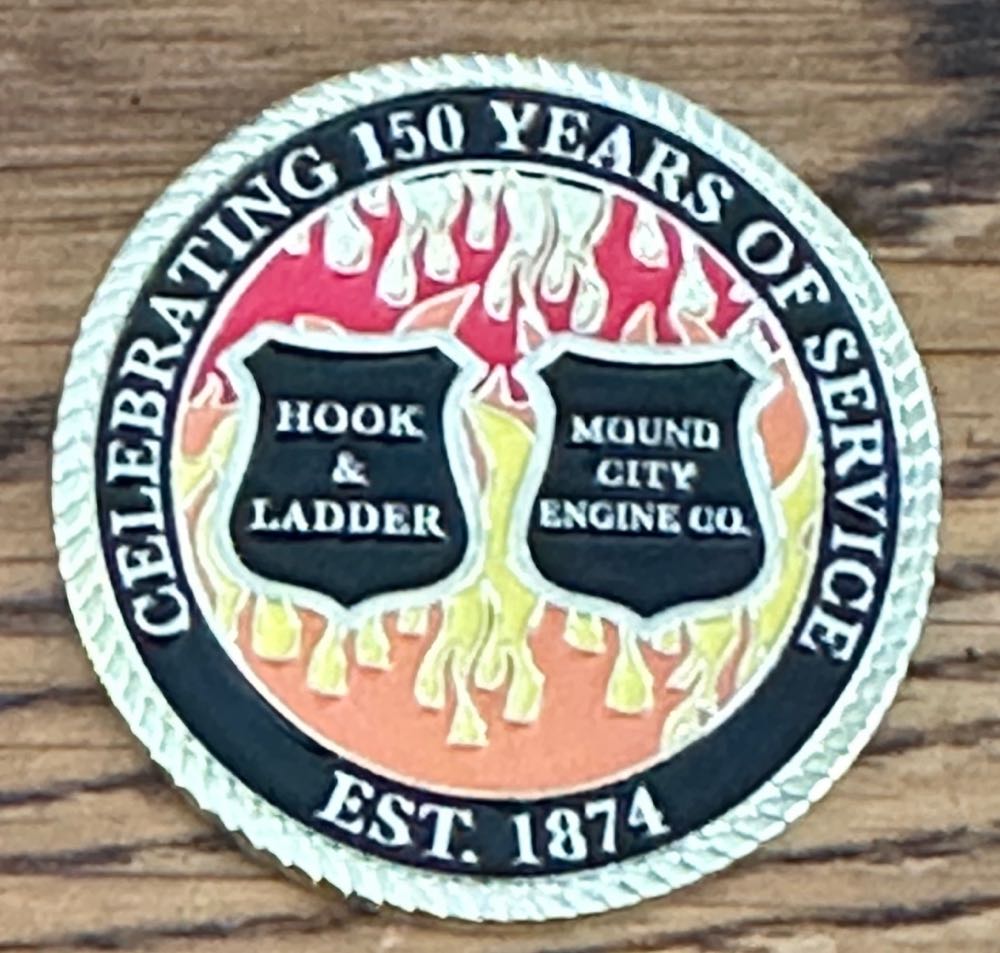 CELEBRATING 150 YEARS OF SERVICE
HOOK
&
LADDER
MOUND
CITY
ENGINE CO.
EST. 1874